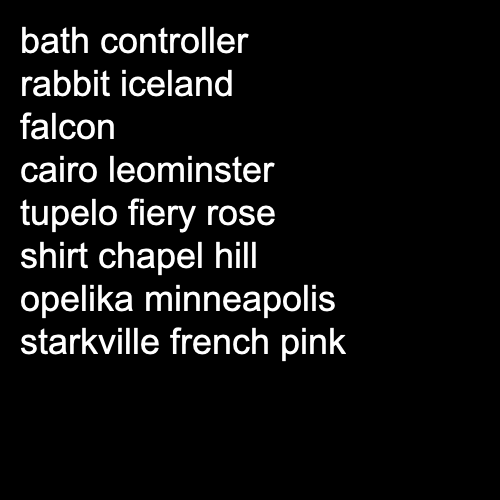 bath controller
rabbit iceland
falcon
cairo leominster
tupelo fiery rose
shirt chapel hill
opelika minneapolis
starkville french pink